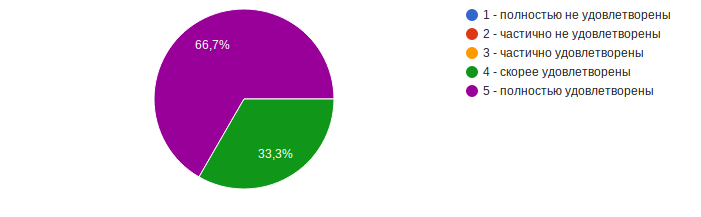 66,7%
33,3%
1 - полностью не удовлетворены
2 - частично не удовлетворены
3 - частично удовлетворены
4 - скорее удовлетворены
5 - полностью удовлетворены